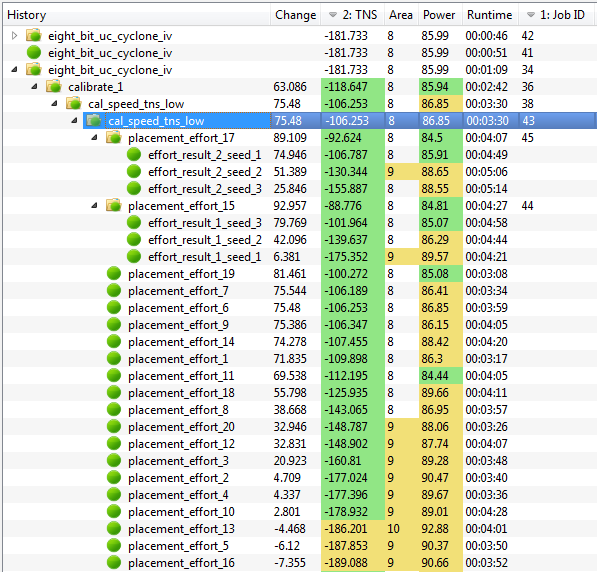 History Change 2: TNS Area Power Runtime 1: Job ID
eight_bit_uc_cyclone_iv -181.733 8 85.99 00:00:46 42
eight_bit_uc_cyclone_iv -181.733 8 85.99 00:00:51 41
eight_bit_uc_cyclone_iv -181.733 8 85.99 00:01:09 34
calibrate_1 63.086 -118.647 8 85.94 00:02:42 36
cal_speed_tns_low 75.48 -106.253 8 86.85 00:03:30 38
cal_speed_tns_low 75.48 -106.253 8 86.85 00:03:30 43
placement_effort_17 89.109 -92.624 8 84.5 00:04:07 45
effort_result_2_seed_1 74.946 -106.787 8 85.91 00:04:49
effort_result_2_seed_2 51.389 -130.344 9 88.65 00:05:06
effort_result_2_seed_3 25.846 -155.887 8 88.55 00:05:14
placement_effort_15 92.957 -88.776 8 84.81 00:04:27 44
effort_result_1_seed_3 79.769 -101.964 8 85.07 00:04:58
effort_result_1_seed_2 42.096 -139.637 8 86.29 00:04:44
effort_result_1_seed_1 6.381 -175.352 9 89.57 00:04:21
placement_effort_19 81.461 -100.272 8 85.08 00:03:08
placement_effort_7 75.544 -106.189 8 86.41 00:03:34
placement_effort_6 75.48 -106.253 8 86.85 00:03:59
placement_effort_9 75.386 -106.347 8 86.15 00:04:05
placement_effort_14 74.278 -107.455 8 88.42 00:04:20
placement_effort_1 71.835 -109.898 8 86.3 00:03:17
placement_effort_11 69.538 -112.195 8 84.44 00:04:05
placement_effort_18 55.798 -125.935 8 89.66 00:04:11
placement_effort_8 38.668 -143.065 8 86.95 00:03:57
placement_effort_20 32.946 -148.787 9 88.06 00:03:26
placement_effort_12 32.831 -148.902 9 87.74 00:04:07
placement_effort_3 20.923 -160.81 9 89.28 00:03:48
placement_effort_2 4.709 -177.024 9 90.47 00:03:40
placement_effort_4 4.337 -177.396 9 89.67 00:03:36
placement_effort_10 2.801 -178.932 9 89.01 00:04:28
placement_effort_13 -4.468 -186.201 10 92.88 00:04:01
placement_effort_5 -6.12 -187.853 9 90.37 00:03:50
placement_effort_16 -7.355 -189.088 9 90.66 00:03:52